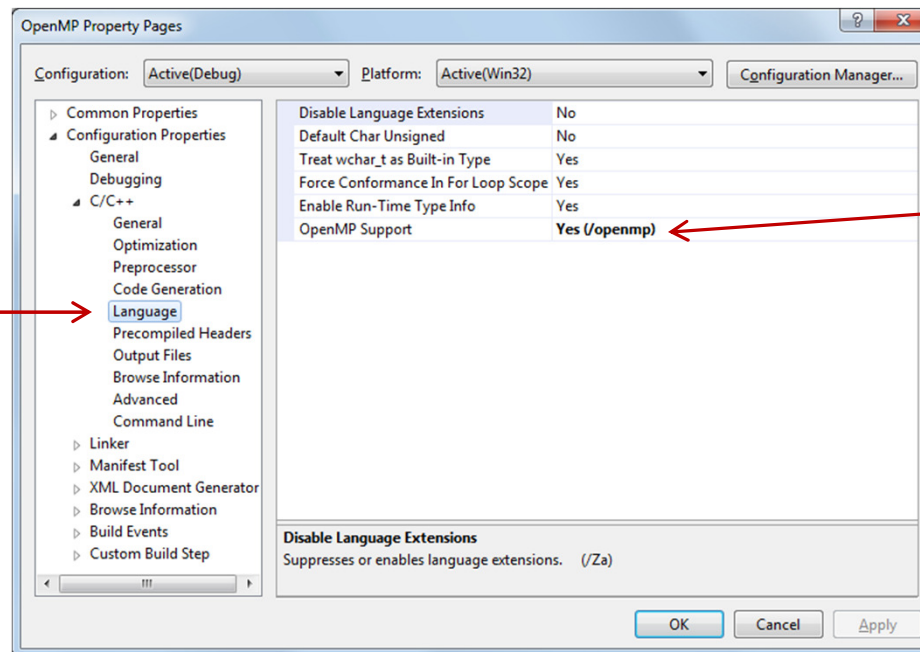 OpenMP Property Pages
Configuration: Active(Debug) Platform: Active(Win32) Configuration Manager...
Common Properties
Configuration Properties
General
Debugging
C/C++
General
Optimization
Preprocessor
Code Generation
Language
Precompiled Headers
Output Files
Browse Information
Advanced
Command Line
Linker
Manifest Tool
XML Document Generator
Browse Information
Build Events
Custom Build Step
Disable Language Extensions No
Default Char Unsigned No
Treat wchar_t as Built-in Type Yes
Force Conformance In For Loop Scope Yes
Enable Run-Time Type Info Yes
OpenMP Support Yes (/openmp)
Disable Language Extensions
Suppresses or enables language extensions. (/Za)
OK Cancel Apply